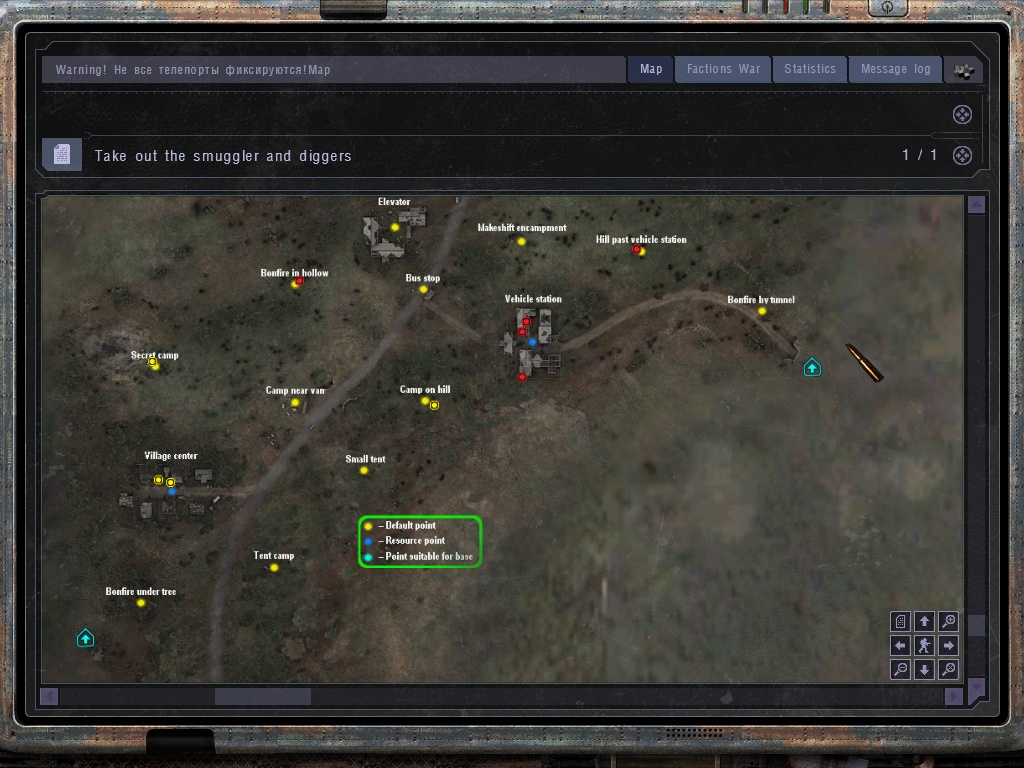 Warning! Не все телепорты фиксируются!Map
Map
Factions War
Statistics
Message log
Take out the smuggler and diggers
1 / 1
Elevator
Makeshift encampment
Hill past vehicle station
Bonfire in hollow
Bus stop
Vehicle station
Bonfire by tunnel
Secret camp
Camp near van
Camp on hill
Village center
Small tent
– Default point
– Resource point
– Point suitable for base
Tent camp
Bonfire under tree